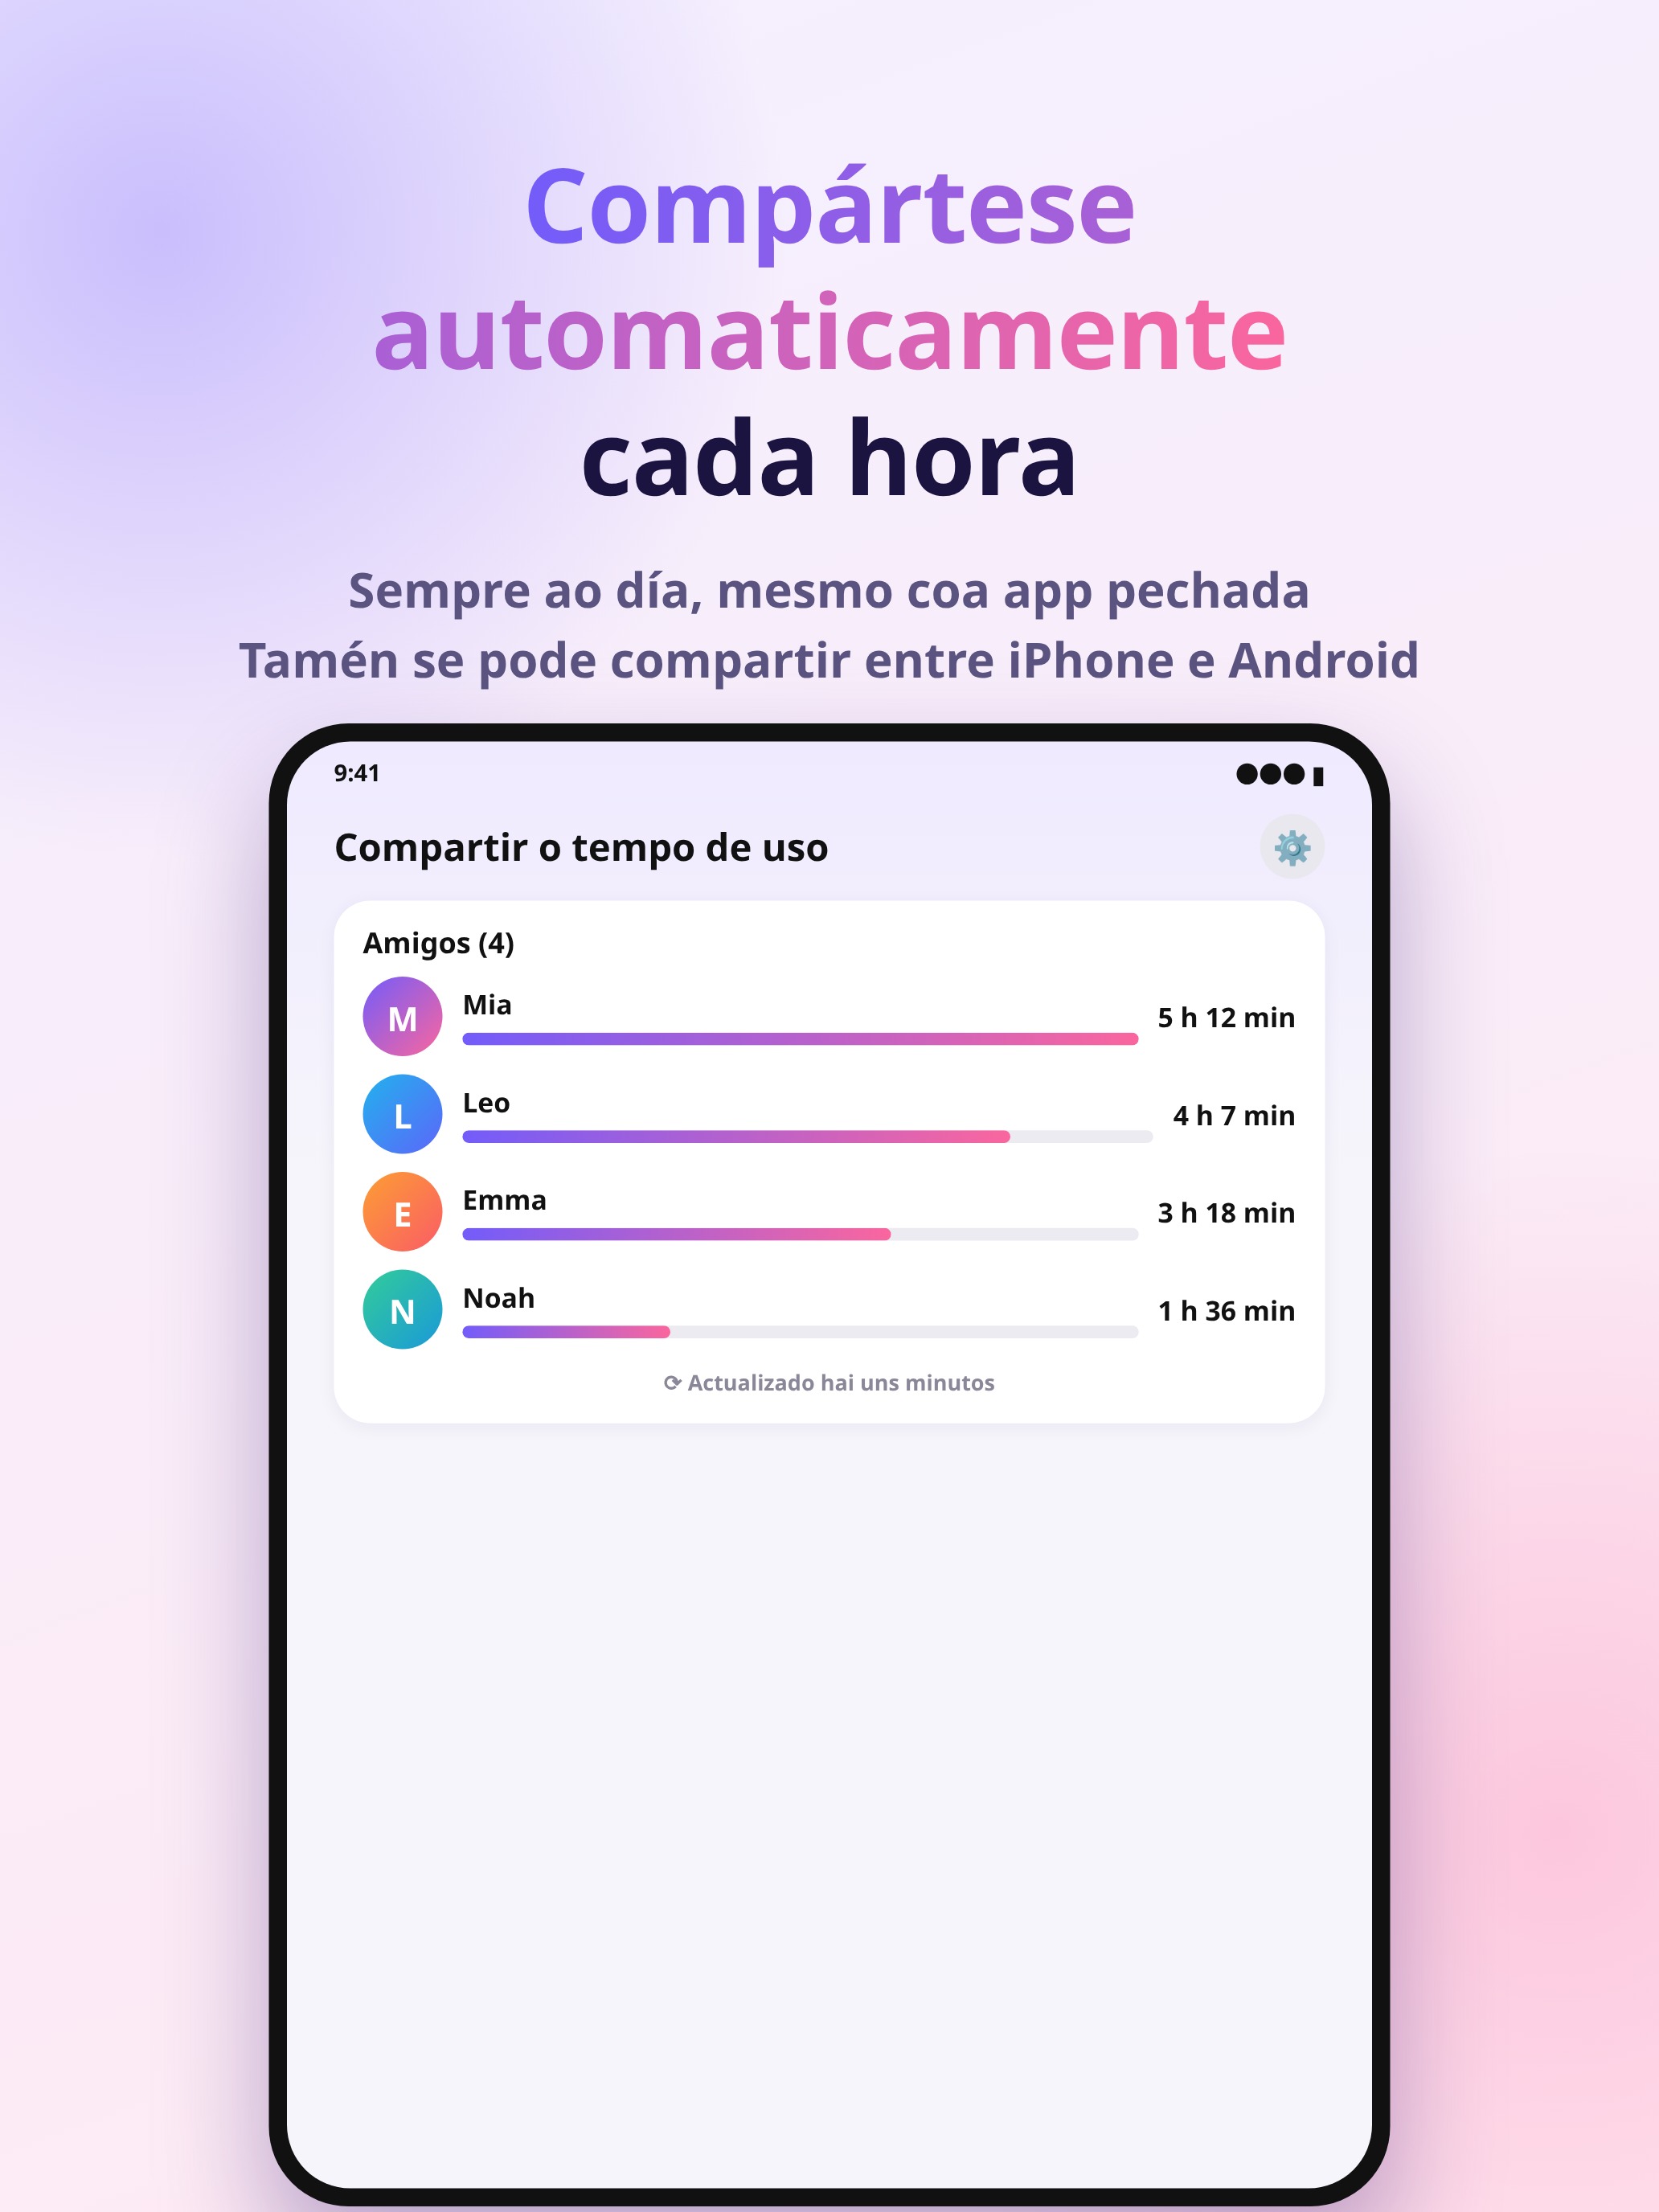 Compártese
automaticamente
cada hora
Sempre ao día, mesmo coa app pechada
Tamén se pode compartir entre iPhone e Android
9:41
Compartir o tempo de uso
Amigos (4)
M
Mia
5 h 12 min
L
Leo
4 h 7 min
E
Emma
3 h 18 min
N
Noah
1 h 36 min
⟳ Actualizado hai uns minutos